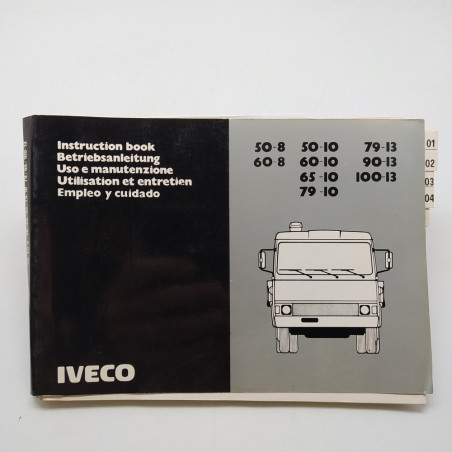 Instruction book
Betriebsanleitung
Uso e manutenzione
Utilisation et entretien
Empleo y cuidado
50-8 50-10 79-13
60-8 60-10 90-13
65-10 100-13
79-10
IVECO
01
02
03
04